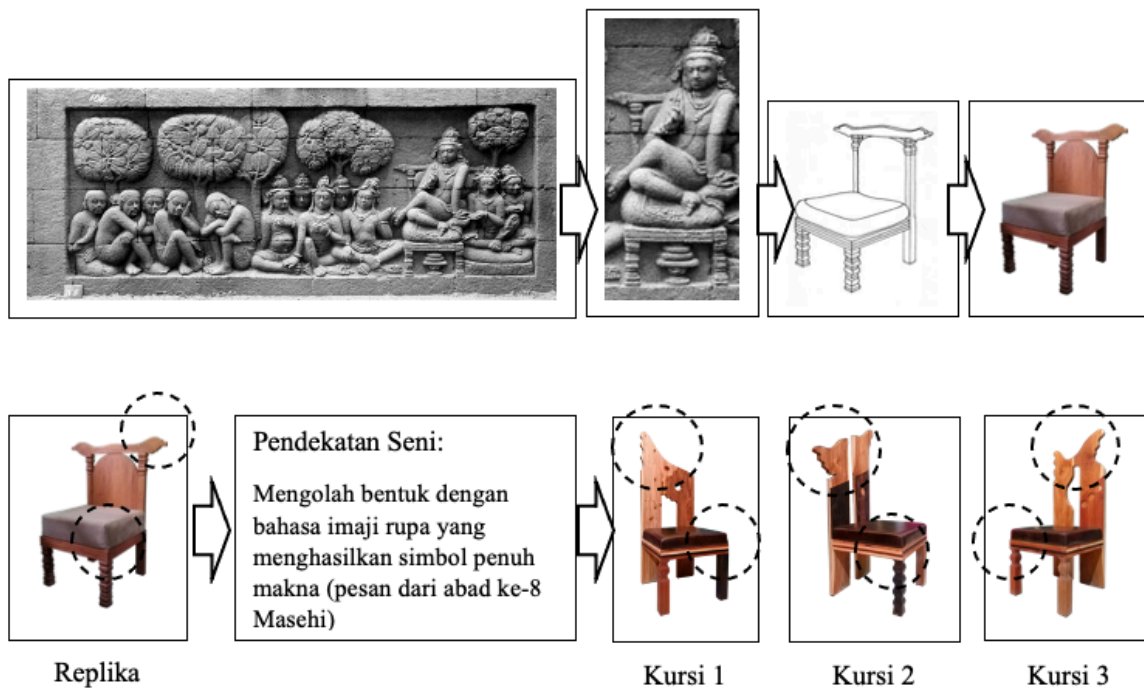 Pendekatan Seni:
Mengolah bentuk dengan
bahasa imaji rupa yang
menghasilkan simbol penuh
makna (pesan dari abad ke-8
Masehi)
Replika
Kursi 1
Kursi 2
Kursi 3